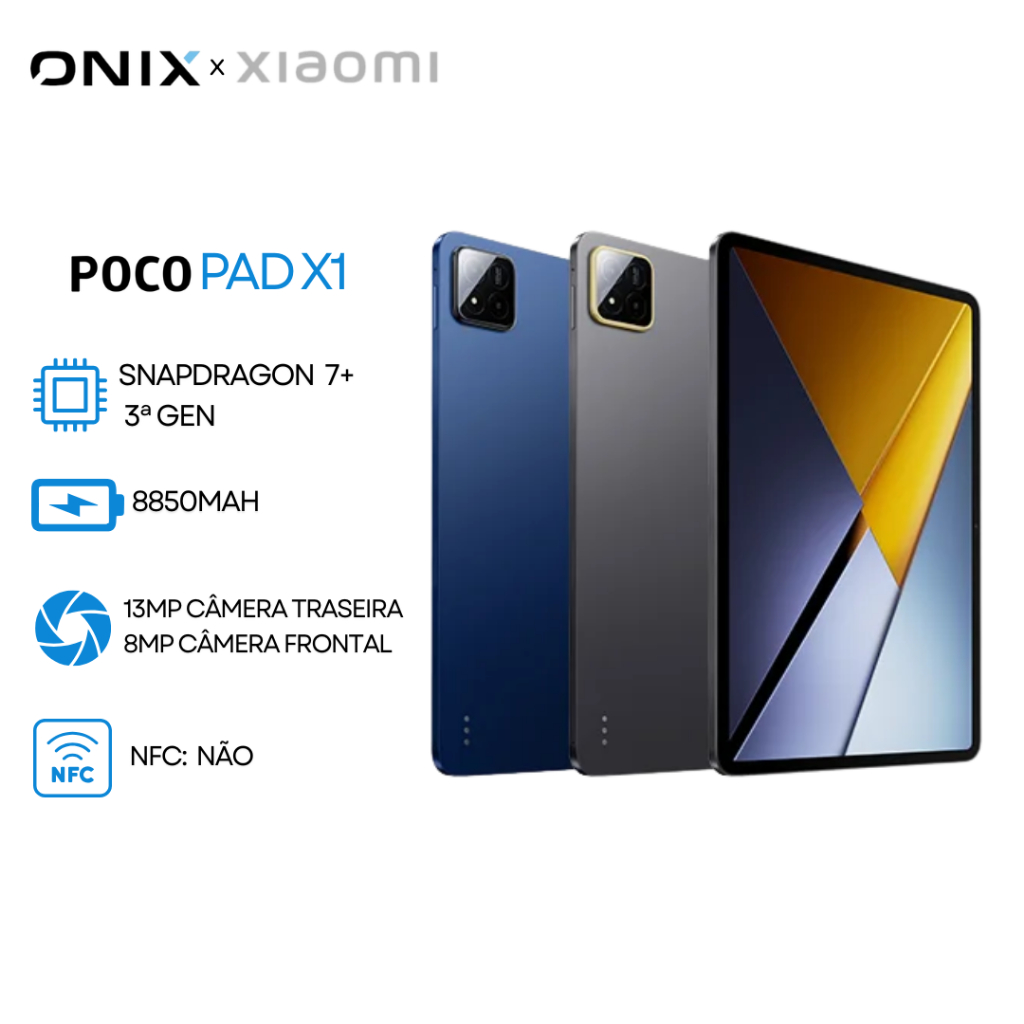 ONIX x xiaomi
POCO PAD X1
SNAPDRAGON 7+
3ª GEN
8850MAH
13MP CÂMERA TRASEIRA
8MP CÂMERA FRONTAL
NFC
NFC: NÃO